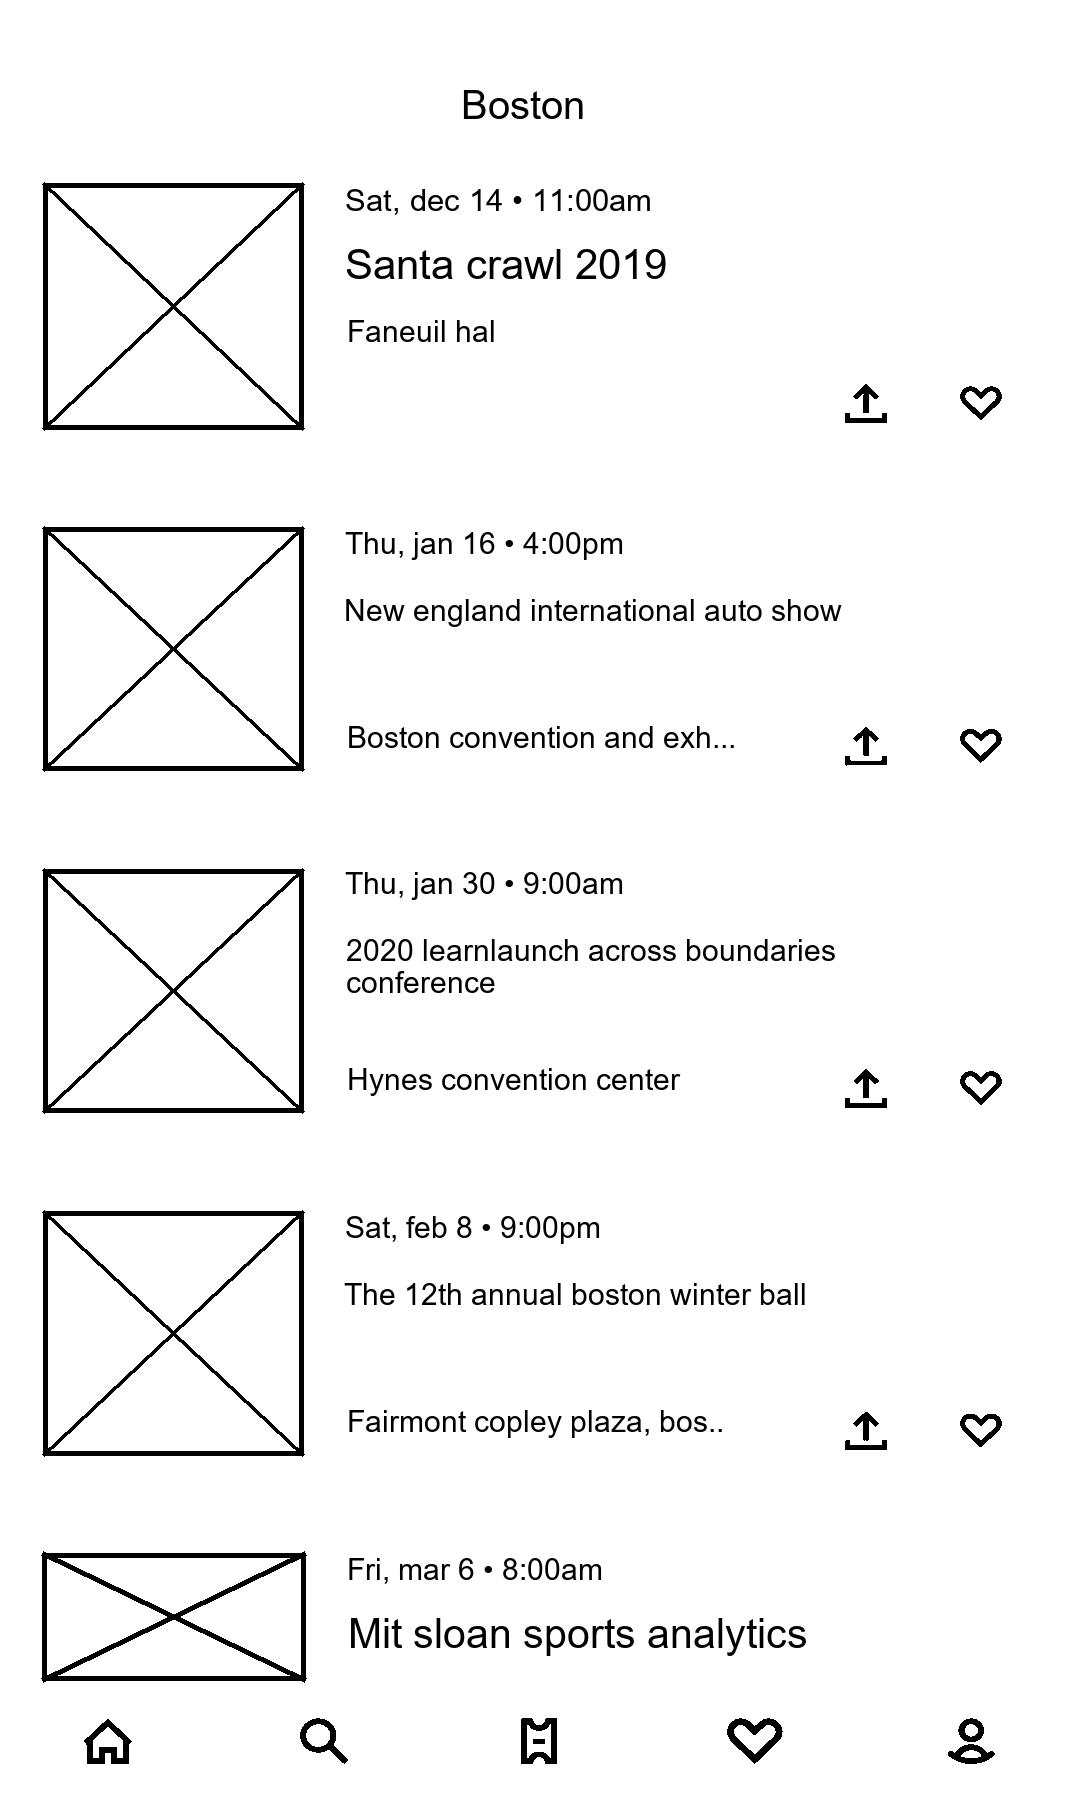 Boston
Sat, dec 14 • 11:00am
Santa crawl 2019
Faneuil hal
Thu, jan 16 • 4:00pm
New england international auto show
Boston convention and exh...
Thu, jan 30 • 9:00am
2020 learnlaunch across boundaries
conference
Hynes convention center
Sat, feb 8 • 9:00pm
The 12th annual boston winter ball
Fairmont copley plaza, bos..
Fri, mar 6 • 8:00am
Mit sloan sports analytics